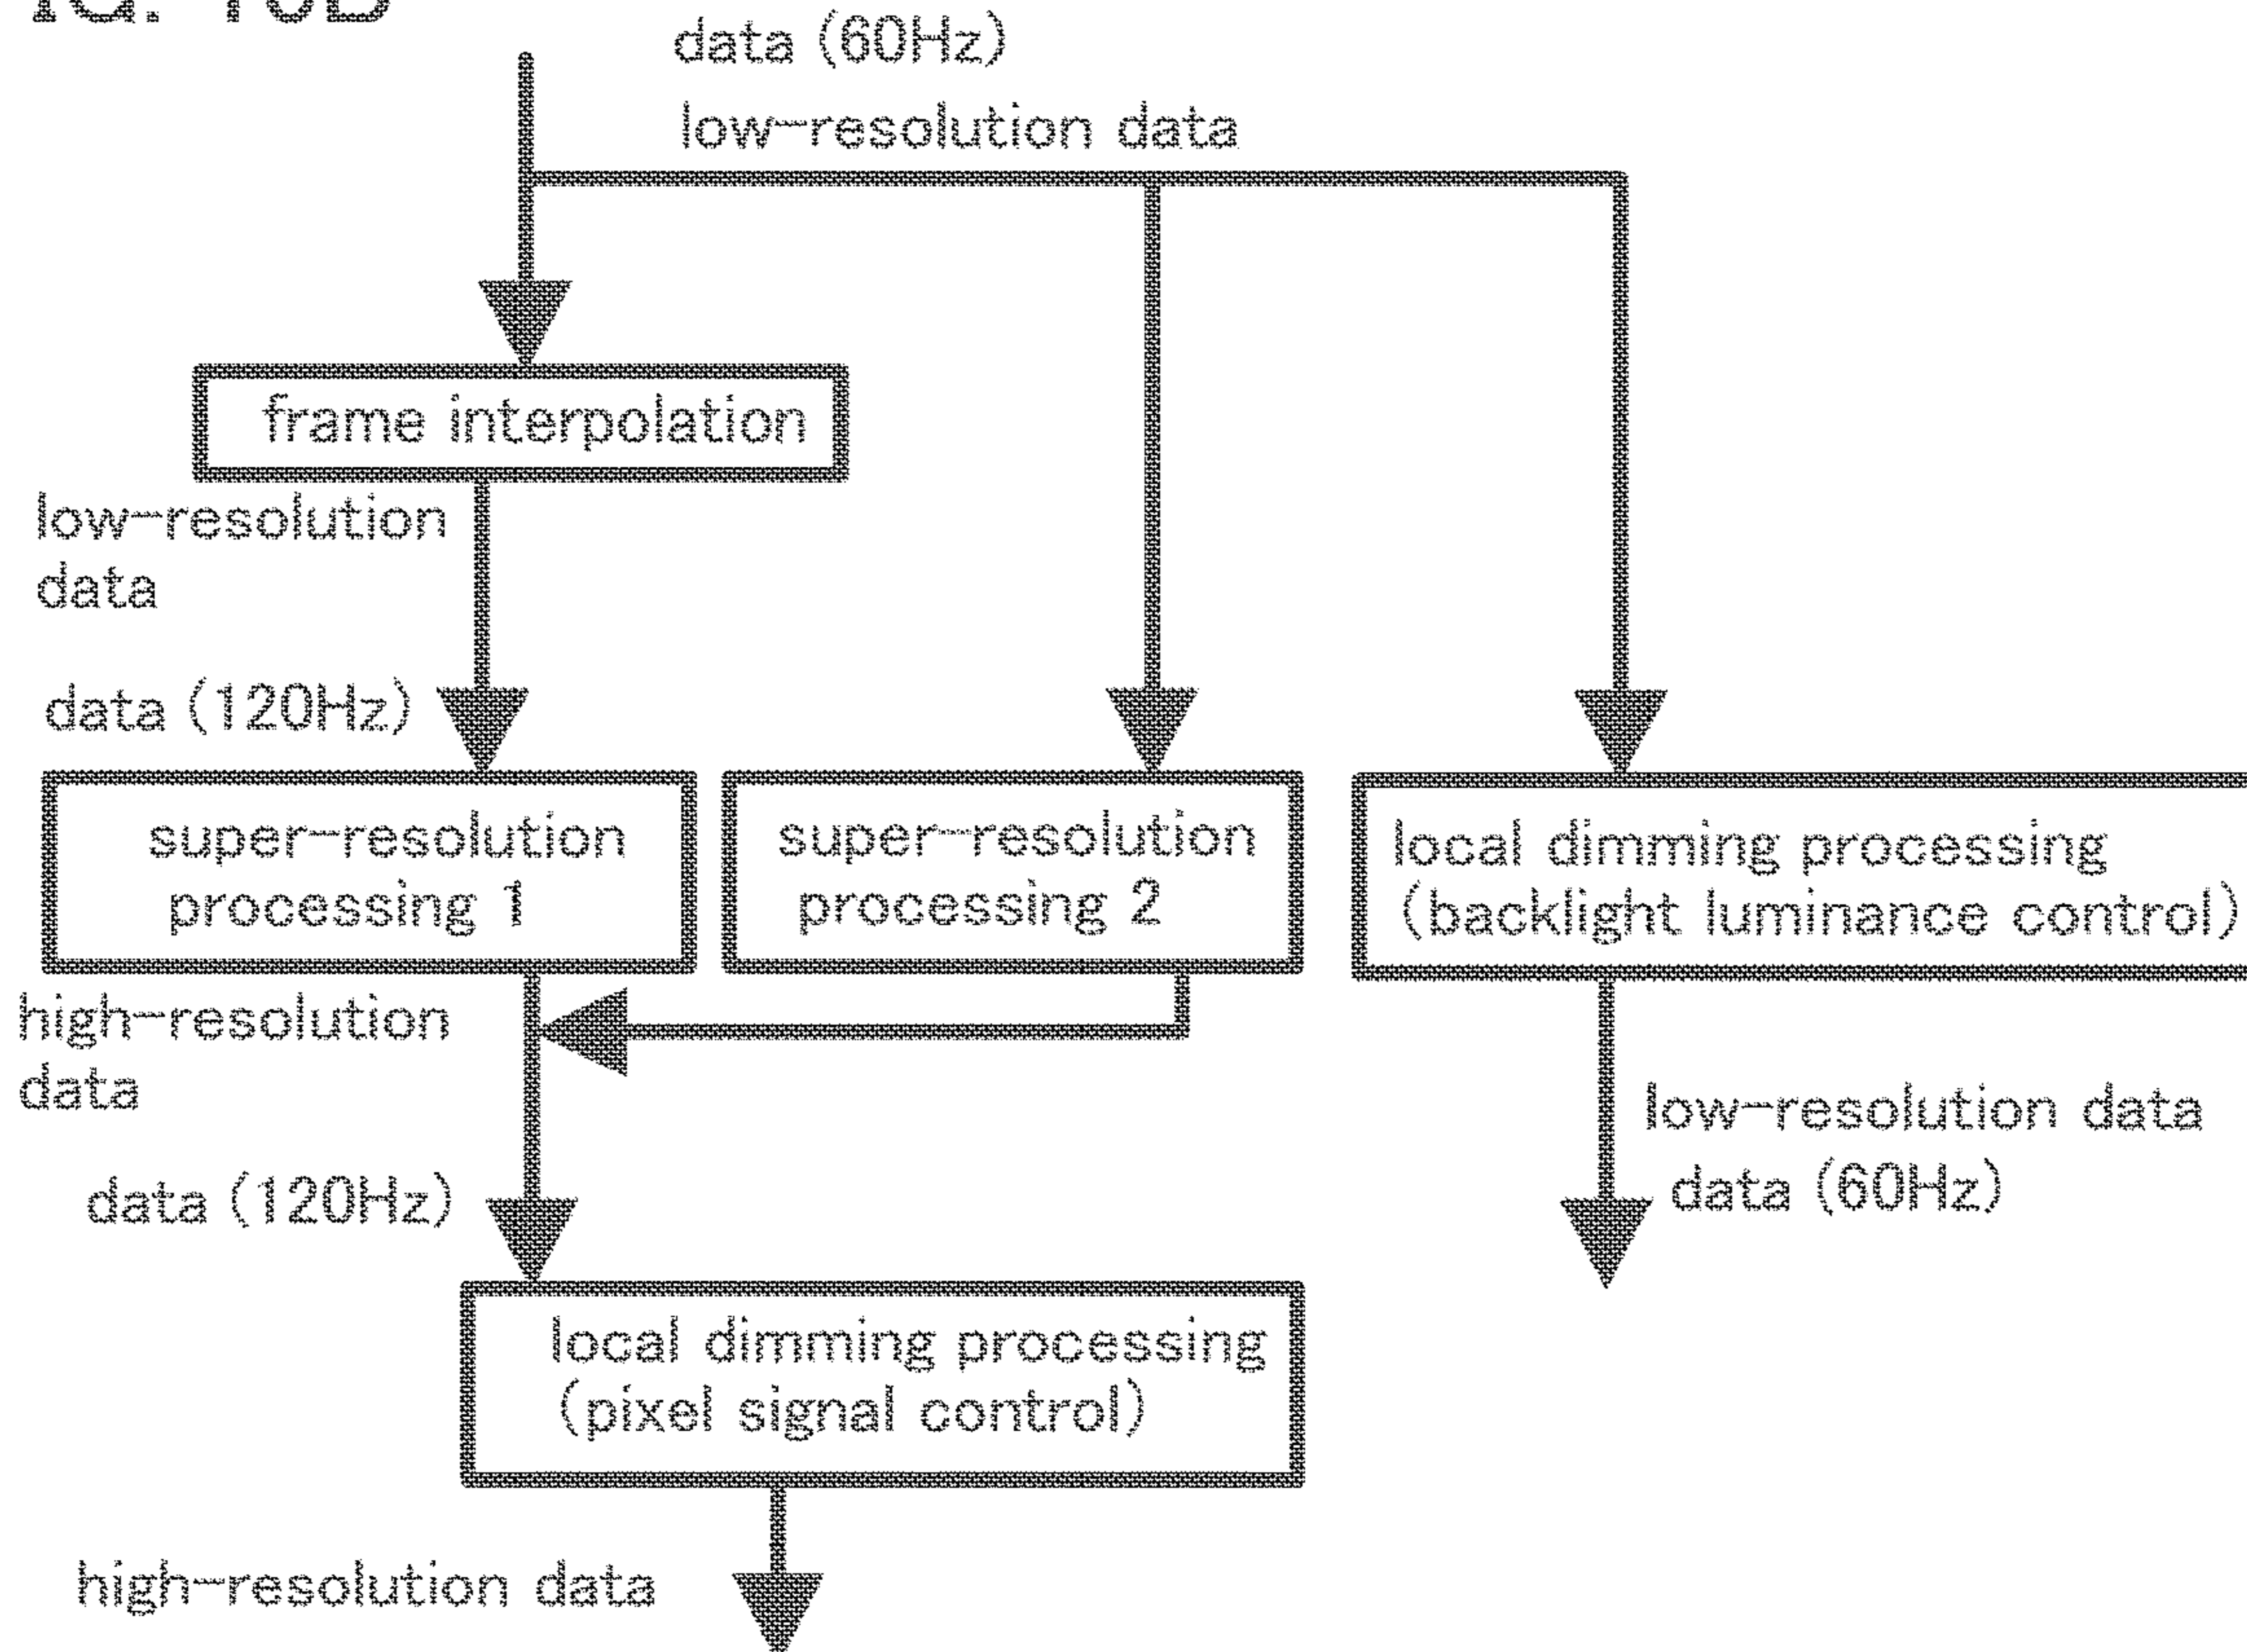 data (60Hz)
low-resolution data
frame interpolation
low-resolution
data
data (120Hz)
super-resolution
processing 1
super-resolution
processing 2
local dimming processing
(backlight luminance control)
high-resolution
data
data (120Hz)
low-resolution data
data (60Hz)
local dimming processing
(pixel signal control)
high-resolution data